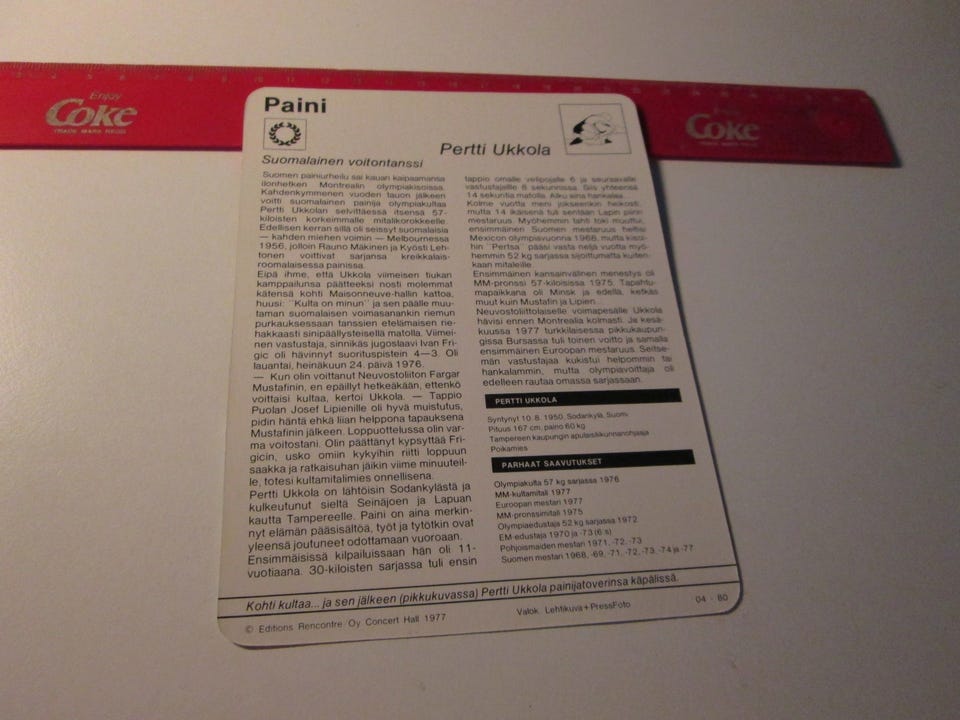 Enjoy
Coke
TRADE MARK REGD
Enjoy
Coke
TRADE MARK REGD
Paini
Pertti Ukkola
Suomalainen voitontanssi
Suomen painiurheilu sai kauan kaipaamansa
ilonhetken Montrealin olympiakisoissa.
Kahdenkymmenen vuoden tauon jälkeen
voitti suomalainen painija olympiakultaa
Pertti Ukkolan selvittäessä itsensä 57-
kiloisten korkeimmalle mitalikorokkeelle.
Edellisen kerran sillä oli seissyt suomalaisia
— kahden miehen voimin — Melbournessa
1956, jolloin Rauno Mäkinen ja Kyösti Leh-
tonen voittivat sarjansa kreikkalais-
roomalaisessa painissa.
Eipä ihme, että Ukkola viimeisen tiukan
kamppailunsa päätteeksi nosti molemmat
kätensä kohti Maisonneuve-hallin kattoa,
huusi: ''Kulta on minun'' ja sen päälle muu-
taman suomalaisen voimasanankin riemun
purkauksessaan tanssien etelämaisen rie-
hakkaasti sinipäällysteisellä matolla. Viimei-
nen vastustaja, sinnikäs jugoslaavi Ivan Fri-
gic oli hävinnyt suorituspistein 4—3. Oli
lauantai, heinäkuun 24. päivä 1976.
— Kun olin voittanut Neuvostoliiton Fargar
Mustafinin, en epäillyt hetkeäkään, ettenkö
voittaisi kultaa, kertoi Ukkola. — Tappio
Puolan Josef Lipienille oli hyvä muistutus,
pidin häntä ehkä liian helppona tapauksena
Mustafinin jälkeen. Loppuottelussa olin var-
ma voitostani. Olin päättänyt kypsyttää Fri-
gicin, usko omiin kykyihin riitti loppuun
saakka ja ratkaisuhan jäikin viime minuuteil-
le, totesi kultamitalimies onnellisena.
Pertti Ukkola on lähtöisin Sodankylästä ja
kulkeutunut sieltä Seinäjoen ja Lapuan
kautta Tampereelle. Paini on aina merkin-
nyt elämän pääsisältöä, työt ja tytötkin ovat
yleensä joutuneet odottamaan vuoroaan.
Ensimmäisissä kilpailuissaan hän oli 11-
vuotiaana. 30-kiloisten sarjassa tuli ensin
tappio omalle velipojalle 6 ja seuraavalle
vastustajalle 8 sekunnissa. Siis yhteensä
14 sekuntia matolla. Alku aina hankalaa.
Kolme vuotta meni pikseenkin heikosti,
mutta 14 ikäisenä tuli sentään Lapin piirin
mestaruus. Myöhemmin tahti toki muuttui,
ensimmäinen Suomen mestaruus heltisi
Mexicon olympiavuonna 1968, mutta kisoi-
hin ''Pertsa'' pääsi vasta neljä vuotta myö-
hemmin 52 kg sarjassa sijoittumatta kuiten-
kaan mitaleille.
Ensimmäinen kansainvälinen menestys oli
MM-pronssi 57-kiloisissa 1975. Tapahtu-
mapaikkana oli Minsk ja edellä, ketkäs
muut kuin Mustafin ja Lipien...
Neuvostoliittolaiselle voimapesälle Ukkola
hävisi ennen Montrealia kolmasti. Ja kesä-
kuussa 1977 turkkilaisessa pikkukaupun-
gissa Bursassa tuli toinen voitto ja samalla
ensimmäinen Euroopan mestaruus. Seitse-
män vastustajaa kukistui helpommin tai
hankalammin, mutta olympiavoittaja oli
edelleen rautaa omassa sarjassaan.
PERTTI UKKOLA
Syntynyt 10.8.1950, Sodankylä, Suomi
Pituus 167 cm, paino 60 kg
Tampereen kaupungin apulaisliikunnanohjaaja
Poikamies
PARHAAT SAAVUTUKSET
Olympiakulta 57 kg sarjassa 1976
MM-kultamitali 1977
Euroopan mestari 1977
MM-pronssimitali 1975
Olympiaedustaja 52 kg sarjassa 1972
EM-edustaja 1970 ja -73 (6:s)
Pohjoismaiden mestari 1971, -72, -73
Suomen mestari 1968, -69, -71, -72, -73, -74 ja -77
Kohti kultaa... ja sen jälkeen (pikkukuvassa) Pertti Ukkola painijatoverinsa käpälissä.
© Editions Rencontre Oy Concert Hall 1977
Valok. Lehtikuva+PressFoto
04 - 60